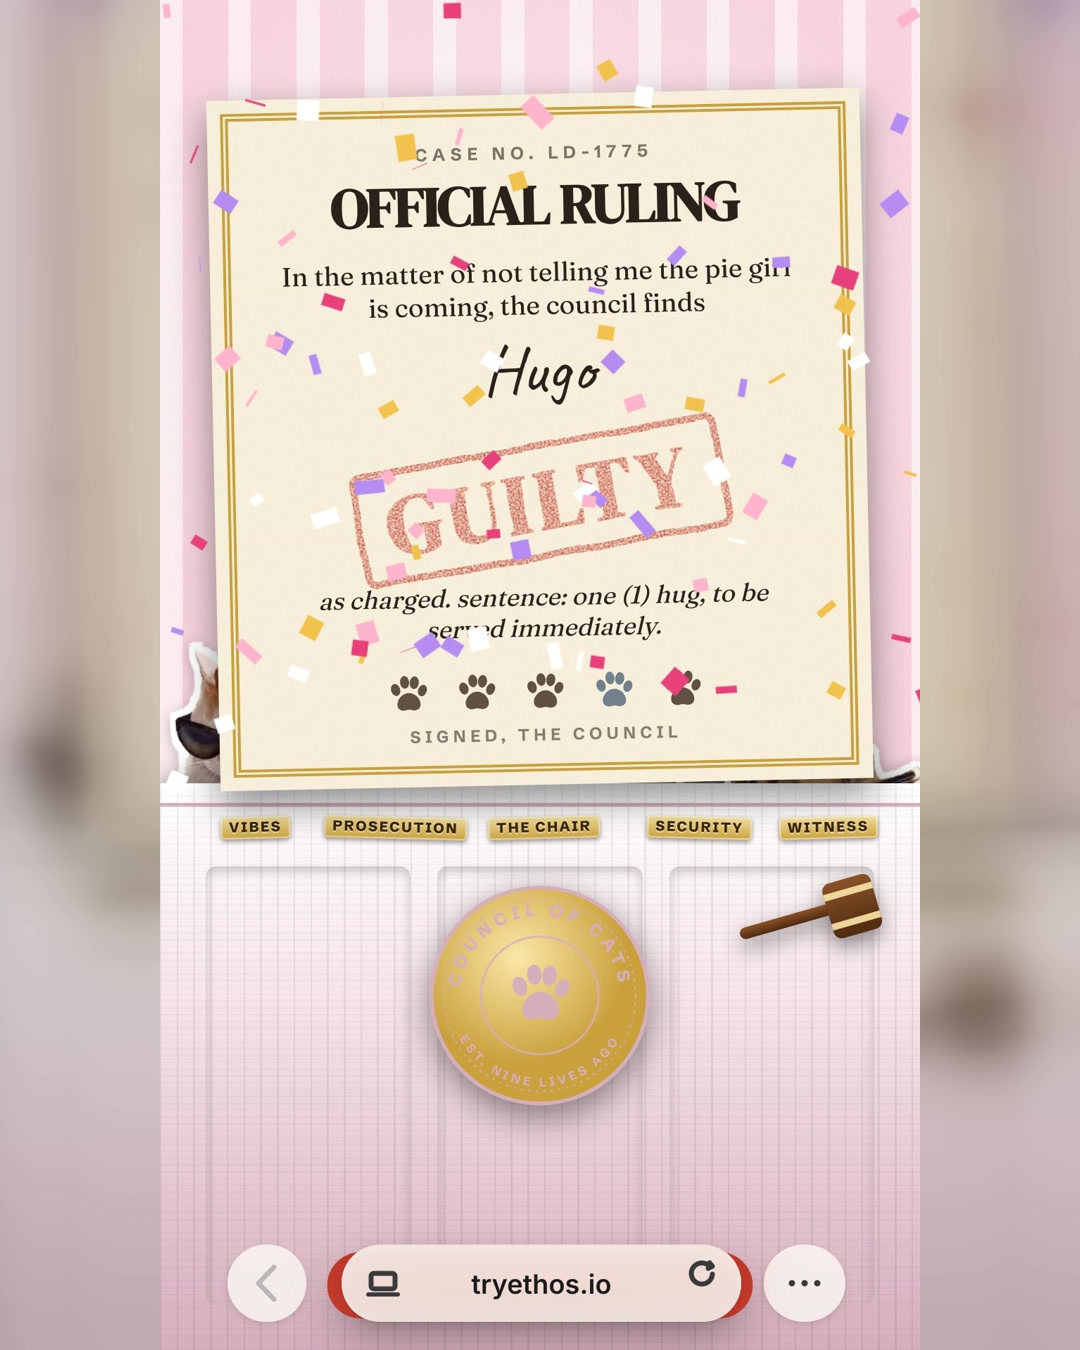 CASE NO. LD-1775
OFFICIAL RULING
In the matter of not telling me the pie girl
is coming, the council finds
Hugo
GUILTY
as charged. sentence: one (1) hug, to be
served immediately.
SIGNED, THE COUNCIL
VIBES
PROSECUTION
THE CHAIR
SECURITY
WITNESS
COUNCIL OF CATS
EST. NINE LIVES AGO
tryethos.io